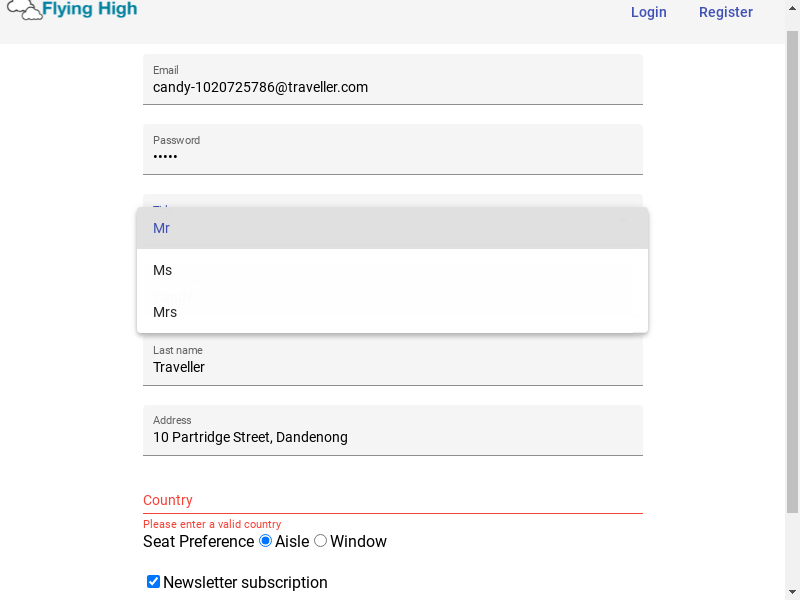 Flying High
Login
Register
Email
candy-1020725786@traveller.com
Password
•••••
Mr
Ms
Mrs
Last name
Traveller
Address
10 Partridge Street, Dandenong
Country
Please enter a valid country
Seat Preference Aisle Window
Newsletter subscription